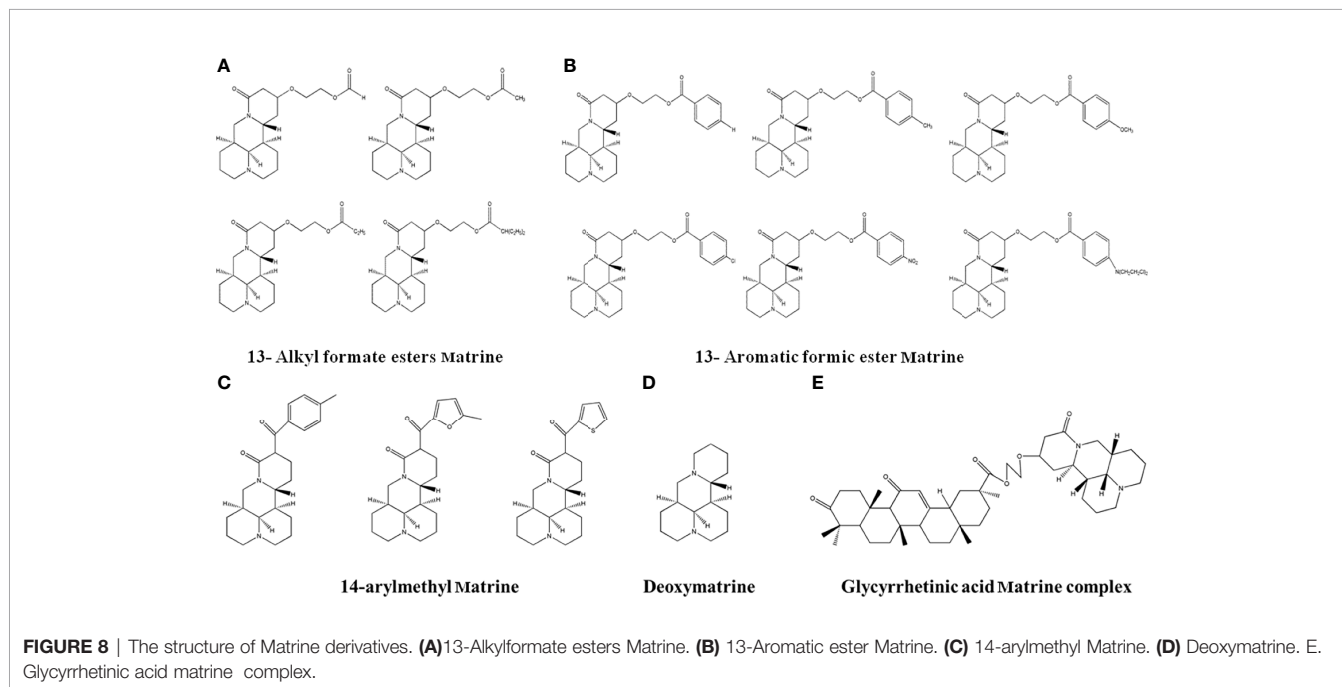 A
B
13- Alkyl formate esters Matrine
13- Aromatic formic ester Matrine
C
D
E
14-arylmethyl Matrine
Deoxymatrine
Glycyrrhetinic acid Matrine complex
FIGURE 8 | The structure of Matrine derivatives. (A)13-Alkylformate esters Matrine. (B) 13-Aromatic ester Matrine. (C) 14-arylmethyl Matrine. (D) Deoxymatrine. E.
Glycyrrhetinic acid matrine complex.